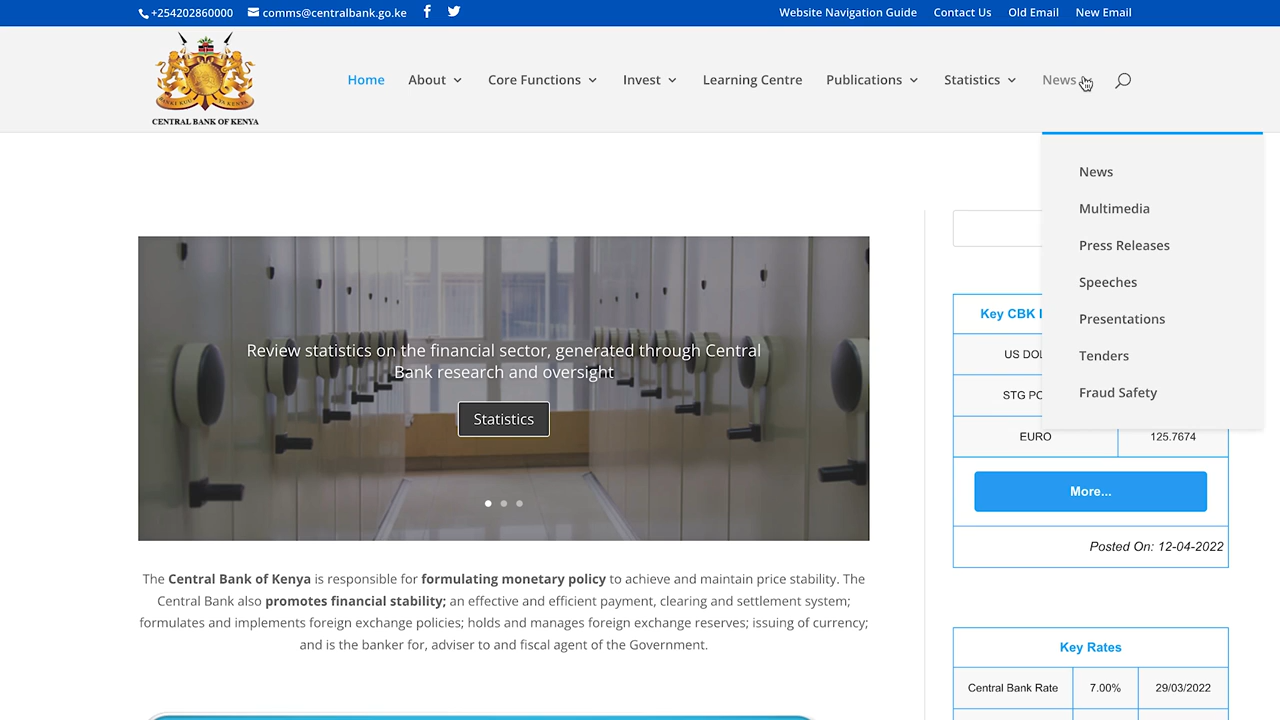 +254202860000 comms@centralbank.go.ke Website Navigation Guide Contact Us Old Email New Email
CENTRAL BANK OF KENYA
Home About Core Functions Invest Learning Centre Publications Statistics News
News
Multimedia
Press Releases
Speeches
Presentations
Tenders
Fraud Safety
Review statistics on the financial sector, generated through Central
Bank research and oversight
Statistics
The Central Bank of Kenya is responsible for formulating monetary policy to achieve and maintain price stability. The
Central Bank also promotes financial stability; an effective and efficient payment, clearing and settlement system;
formulates and implements foreign exchange policies; holds and manages foreign exchange reserves; issuing of currency;
and is the banker for, adviser to and fiscal agent of the Government.
Key CBK
US
STG
EURO 125.7674
More...
Posted On: 12-04-2022
Key Rates
Central Bank Rate 7.00% 29/03/2022